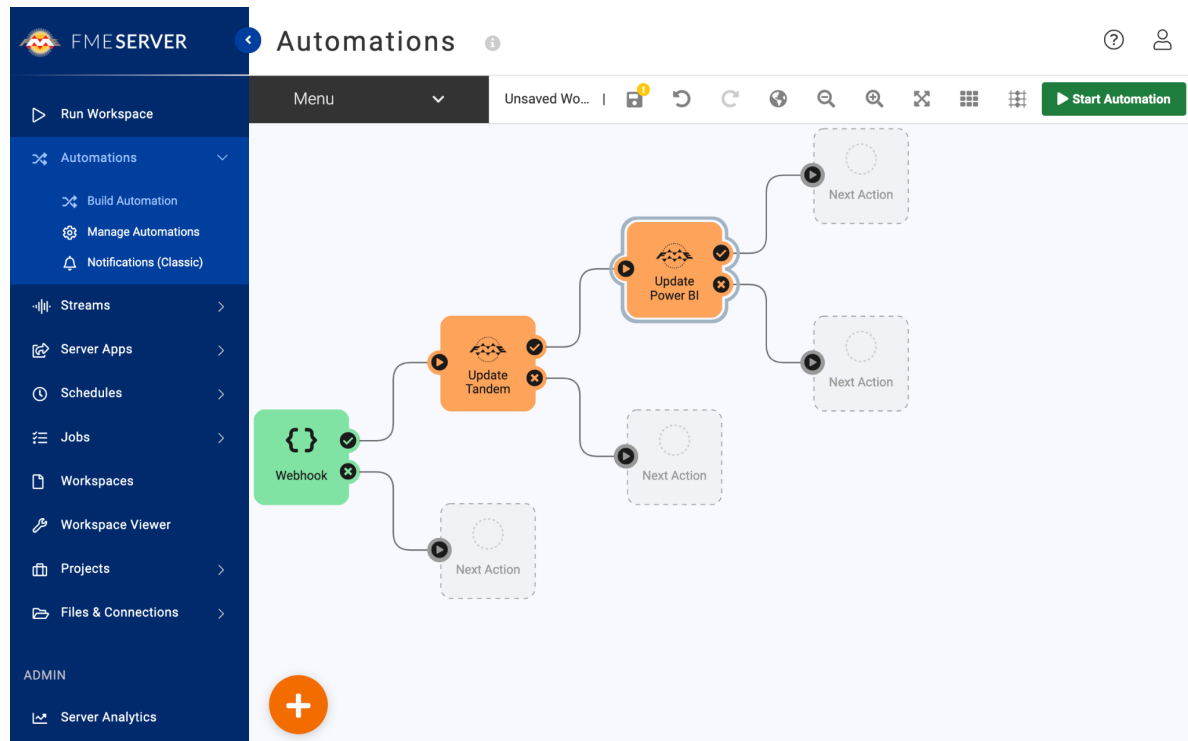 FMESERVER
Automations
Menu
Unsaved Wo... |
Start Automation
Run Workspace
Automations
Build Automation
Manage Automations
Notifications (Classic)
Streams
Server Apps
Schedules
Jobs
Workspaces
Workspace Viewer
Projects
Files & Connections
ADMIN
Server Analytics
Next Action
Update
Power BI
Next Action
Update
Tandem
Next Action
Webhook
Next Action